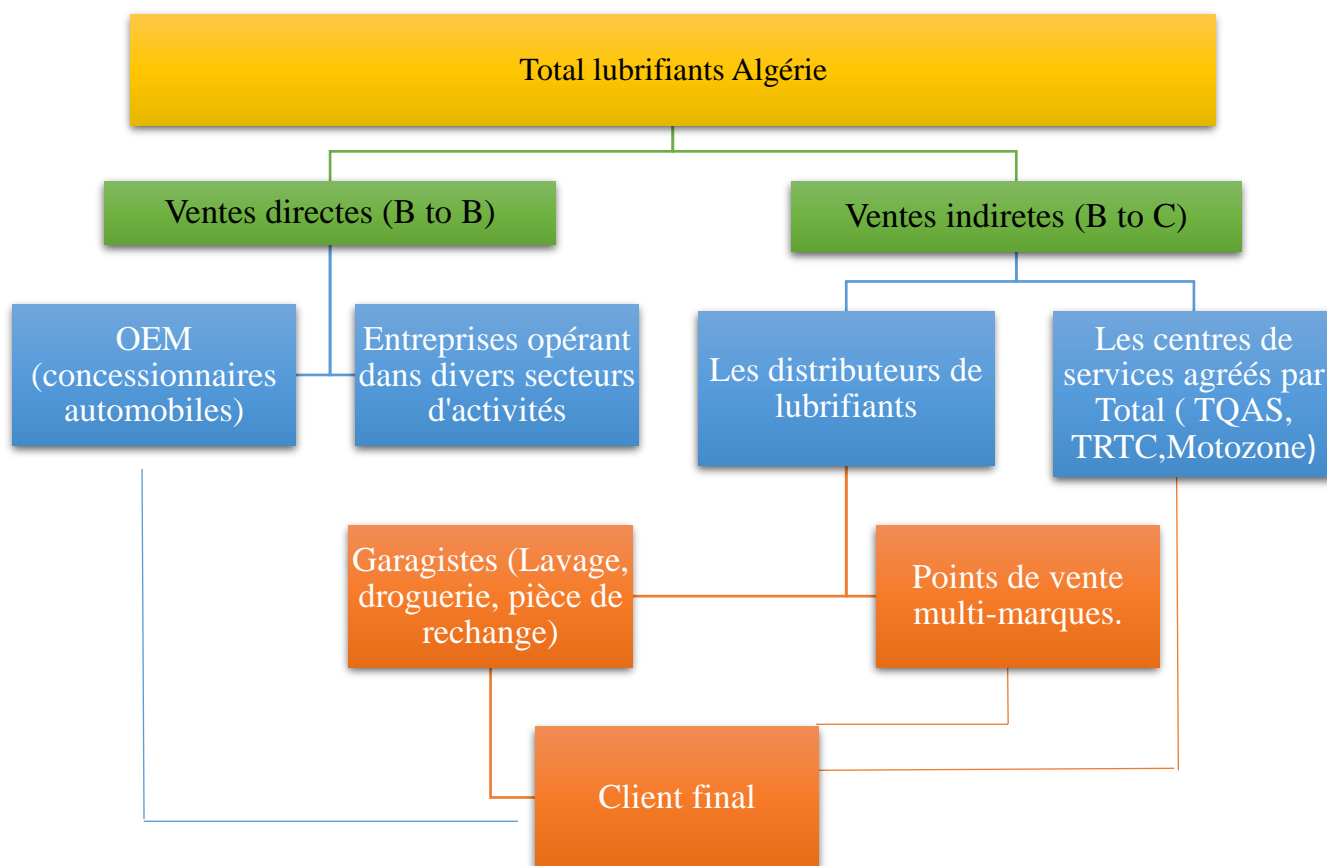 Total lubrifiants Algérie
Ventes directes (B to B)
Ventes indiretes (B to C)
OEM
(concessionnaires
automobiles)
Entreprises opérant
dans divers secteurs
d'activités
Les distributeurs de
lubrifiants
Les centres de
services agréés par
Total ( TQAS,
TRTC,Motozone)
Garagistes (Lavage,
droguerie, pièce de
rechange)
Points de vente
multi-marques.
Client final